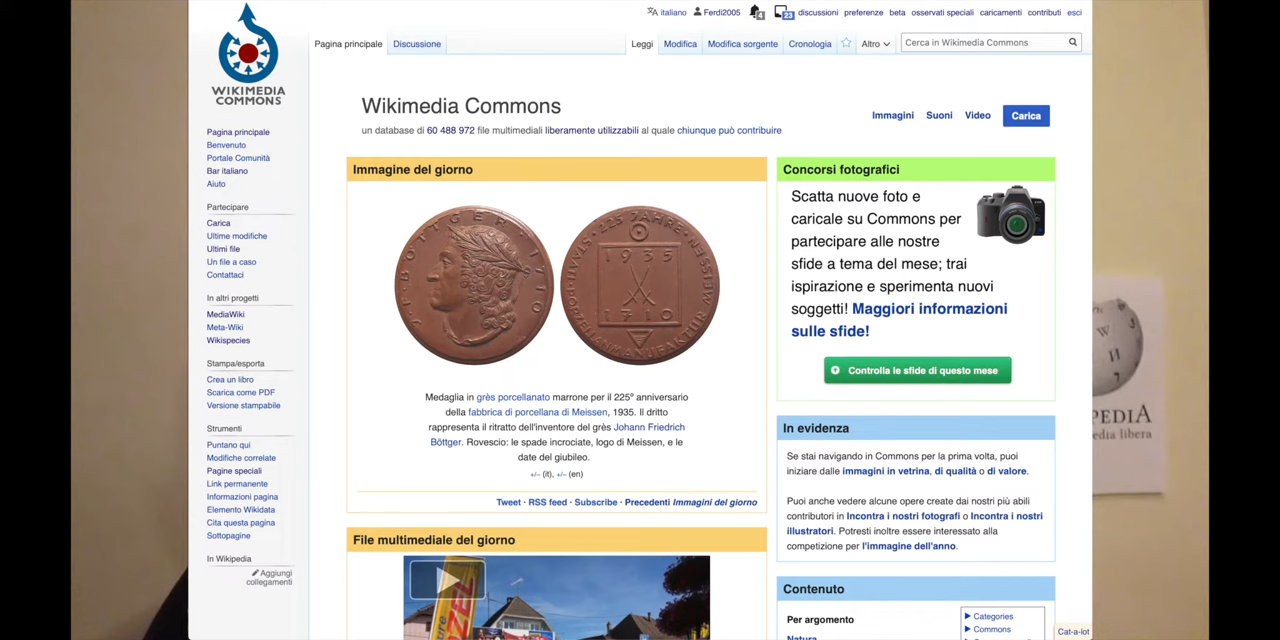 italiano
Ferdi2005
4
23
discussioni
preferenze
beta
osservati speciali
caricamenti
contributi
esci
Pagina principale
Discussione
Leggi
Modifica
Modifica sorgente
Cronologia
Altro
Cerca in Wikimedia Commons
WIKIMEDIA
COMMONS
Pagina principale
Benvenuto
Portale Comunità
Bar italiano
Aiuto
Partecipare
Carica
Ultime modifiche
Ultimi file
Un file a caso
Contattaci
In altri progetti
MediaWiki
Meta-Wiki
Wikispecies
Stampa/esporta
Crea un libro
Scarica come PDF
Versione stampabile
Strumenti
Puntano qui
Modifiche correlate
Pagine speciali
Link permanente
Informazioni pagina
Elemento Wikidata
Cita questa pagina
Sottopagine
In Wikipedia
Aggiungi
collegamenti
Wikimedia Commons
un database di 60 488 972 file multimediali liberamente utilizzabili al quale chiunque può contribuire
Immagini
Suoni
Video
Carica
Immagine del giorno
BOTTGER 1710
225 JAHRE
1935
1710
Medaglia in grès porcellanato marrone per il 225º anniversario
della fabbrica di porcellana di Meissen, 1935. Il dritto
rappresenta il ritratto dell'inventore del grès Johann Friedrich
Böttger. Rovescio: le spade incrociate, logo di Meissen, e le
date del giubileo.
+/− (it), +/− (en)
Tweet · RSS feed · Subscribe · Precedenti Immagini del giorno
File multimediale del giorno
Concorsi fotografici
Scatta nuove foto e
caricale su Commons per
partecipare alle nostre
sfide a tema del mese; trai
ispirazione e sperimenta nuovi
soggetti! Maggiori informazioni
sulle sfide!
Controlla le sfide di questo mese
In evidenza
Se stai navigando in Commons per la prima volta, puoi
iniziare dalle immagini in vetrina, di qualità o di valore.
Puoi anche vedere alcune opere create dai nostri più abili
contributori in Incontra i nostri fotografi o Incontra i nostri
illustratori. Potresti inoltre essere interessato alla
competizione per l'immagine dell'anno.
Contenuto
Per argomento
Natura
Categories
Commons
Cat-a-lot
PEDIA
edia libera